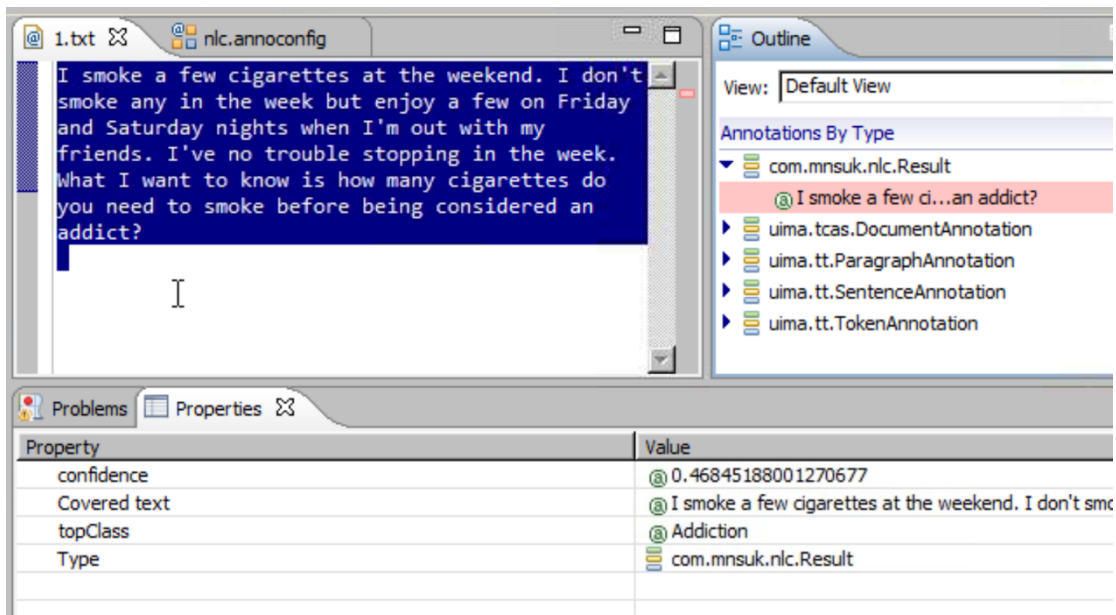 1.txt
nlc.annoconfig
I smoke a few cigarettes at the weekend. I don't
smoke any in the week but enjoy a few on Friday
and Saturday nights when I'm out with my
friends. I've no trouble stopping in the week.
What I want to know is how many cigarettes do
you need to smoke before being considered an
addict?
Outline
View: Default View
Annotations By Type
com.mnsuk.nlc.Result
I smoke a few ci...an addict?
uima.tcas.DocumentAnnotation
uima.tt.ParagraphAnnotation
uima.tt.SentenceAnnotation
uima.tt.TokenAnnotation
Problems Properties
Property Value
confidence 0.46845188001270677
Covered text I smoke a few cigarettes at the weekend. I don't smo
topClass Addiction
Type com.mnsuk.nlc.Result